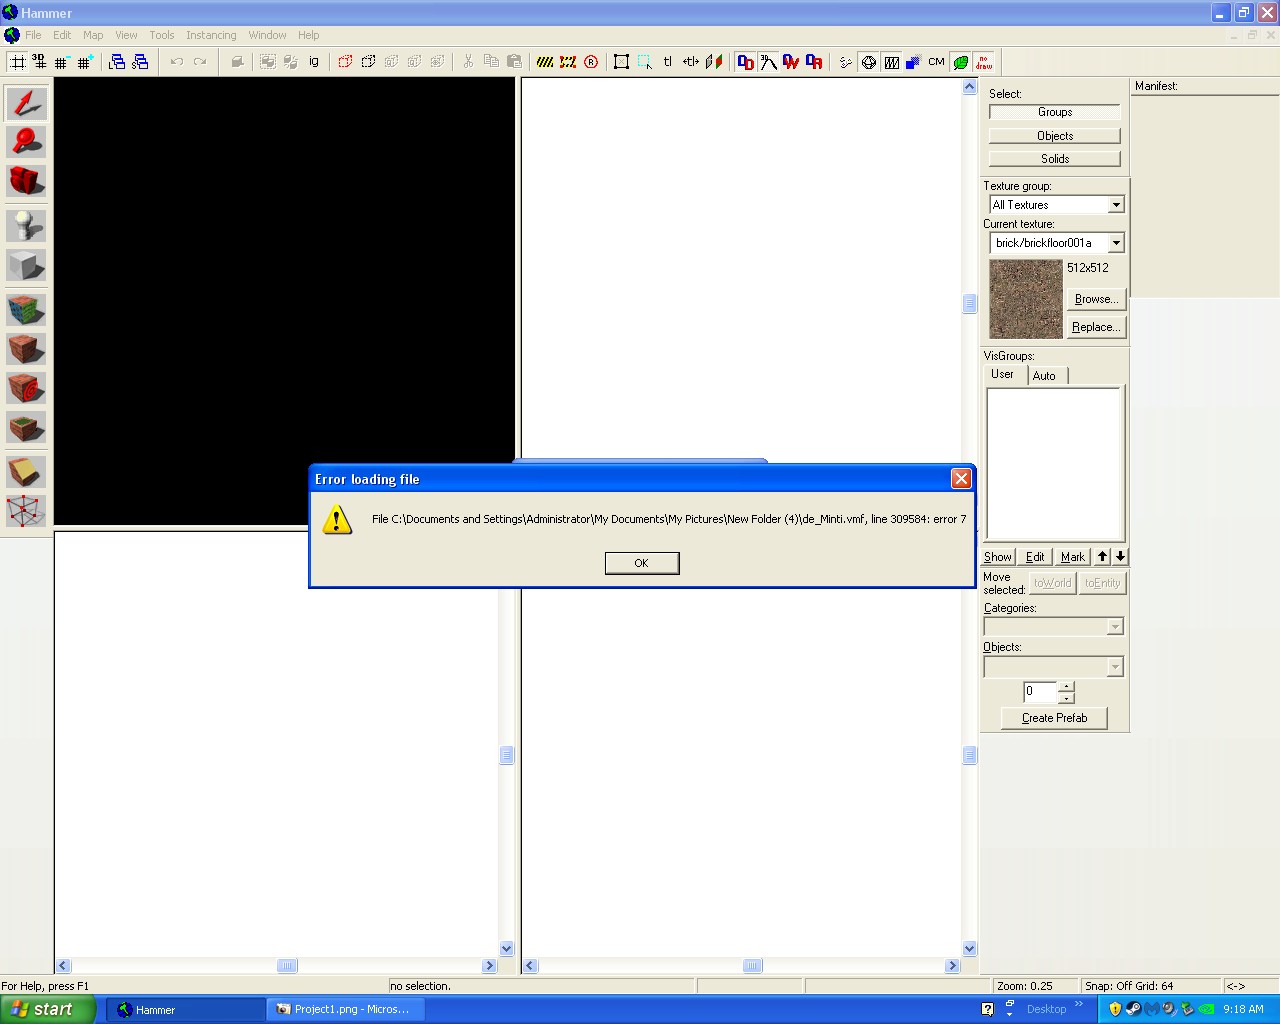 Hammer
File Edit Map View Tools Instancing Window Help
3D ig R tl +tl+ 3D CM no draw
Select:
Groups
Objects
Solids
Manifest:
Texture group:
All Textures
Current texture:
brick/brickfloor001a
512x512
Browse...
Replace...
VisGroups:
User Auto
Error loading file
File C:\Documents and Settings\Administrator\My Documents\My Pictures\New Folder (4)\de_Minti.vmf, line 309584: error 7
OK
Show Edit Mark
Move selected: toWorld toEntity
Categories:
Objects:
0
Create Prefab
For Help, press F1
no selection.
Zoom: 0.25
Snap: Off Grid: 64
<->
start
Hammer
Project1.png - Micros...
Desktop
9:18 AM